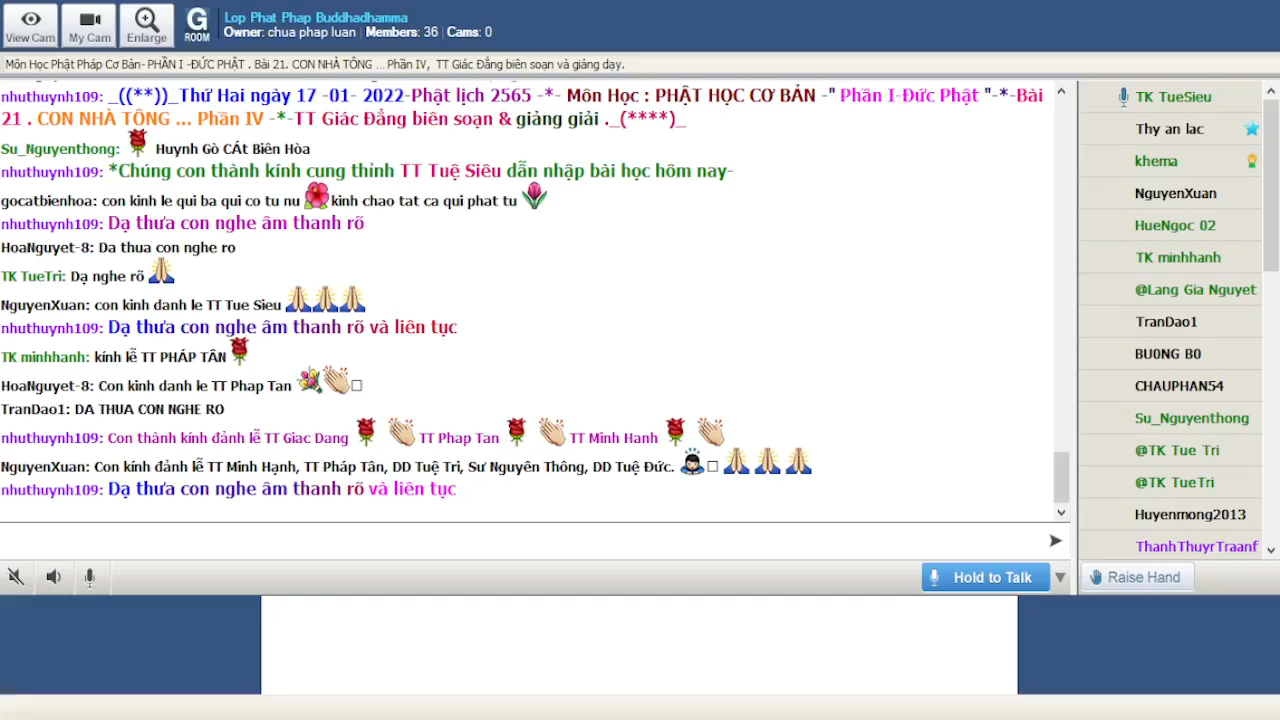 View Cam
My Cam
Enlarge
G ROOM
Lop Phat Phap Buddhadhamma
Owner: chua phap luan | Members: 36 | Cams: 0
Môn Học Phật Pháp Cơ Bản- PHẦN I -ĐỨC PHẬT . Bài 21. CON NHÀ TÔNG ... Phần IV, TT Giác Đẳng biên soạn và giảng dạy.
nhuthuynh109: _((**))_Thứ Hai ngày 17 -01- 2022-Phật lịch 2565 -*- Môn Học : PHẬT HỌC CƠ BẢN -" Phần I-Đức Phật "-*-Bài
21 . CON NHÀ TÔNG ... Phần IV -*-TT Giác Đẳng biên soạn & giảng giải ._(****)_
Su_Nguyenthong: Huynh Gò CÁt Biên Hòa
nhuthuynh109: *Chúng con thành kính cung thỉnh TT Tuệ Siêu dẫn nhập bài học hôm nay-
gocatbienhoa: con kinh le qui ba qui co tu nu kinh chao tat ca qui phat tu
nhuthuynh109: Dạ thưa con nghe âm thanh rõ
HoaNguyet-8: Da thua con nghe ro
TK TueTri: Dạ nghe rõ
NguyenXuan: con kinh danh le TT Tue Sieu
nhuthuynh109: Dạ thưa con nghe âm thanh rõ và liên tục
TK minhhanh: kính lễ TT PHÁP TÂN
HoaNguyet-8: Con kinh danh le TT Phap Tan
TranDao1: DA THUA CON NGHE RO
nhuthuynh109: Con thành kính đảnh lễ TT Giac Dang TT Phap Tan TT Minh Hanh
NguyenXuan: Con kính đảnh lễ TT Minh Hạnh, TT Pháp Tân, DD Tuệ Tri, Sư Nguyên Thông, DD Tuệ Đức.
nhuthuynh109: Dạ thưa con nghe âm thanh rõ và liên tục
TK TueSieu
Thy an lac
khema
NguyenXuan
HueNgoc 02
TK minhhanh
@Lang Gia Nguyet
TranDao1
BU0NG B0
CHAUPHAN54
Su_Nguyenthong
@TK Tue Tri
@TK TueTri
Huyenmong2013
ThanhThuyrTraanf
Hold to Talk
Raise Hand